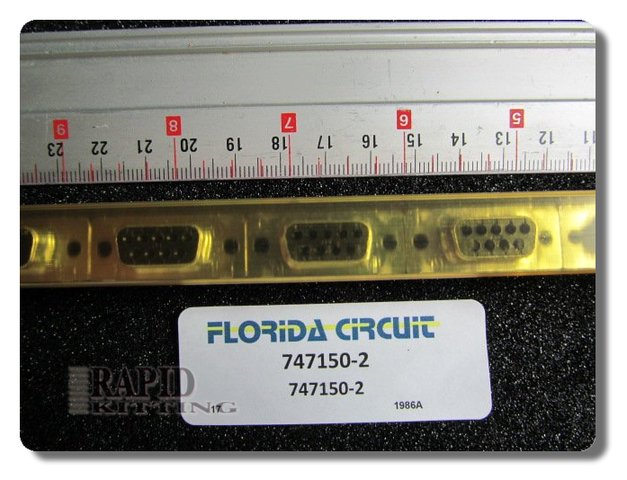 9 8 7 6 5
23 22 21 20 19 18 17 16 15 14 13 12 11
FLORIDA CIRCUIT
747150-2
747150-2
RAPID
KITTING
17 1986A